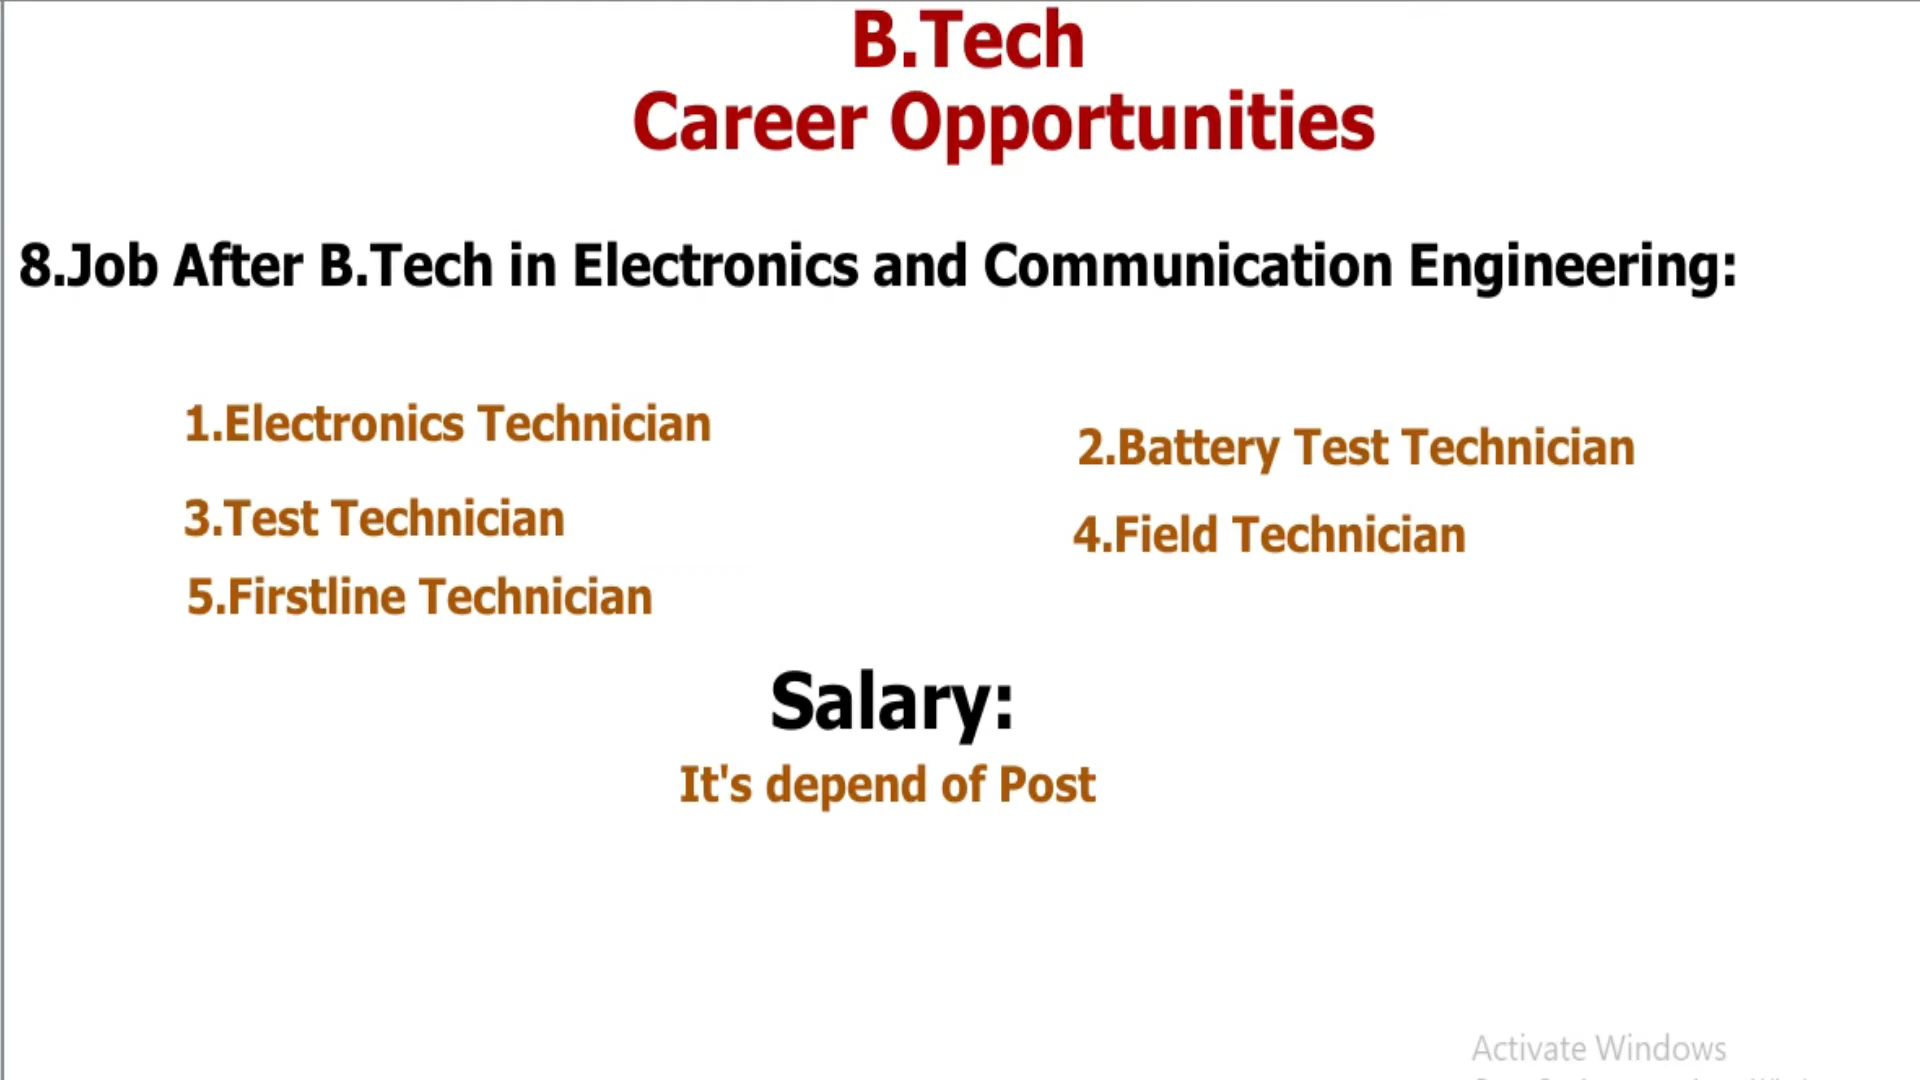 B.Tech
Career Opportunities
8.Job After B.Tech in Electronics and Communication Engineering:
1.Electronics Technician
2.Battery Test Technician
3.Test Technician
4.Field Technician
5.Firstline Technician
Salary:
It's depend of Post
Activate Windows